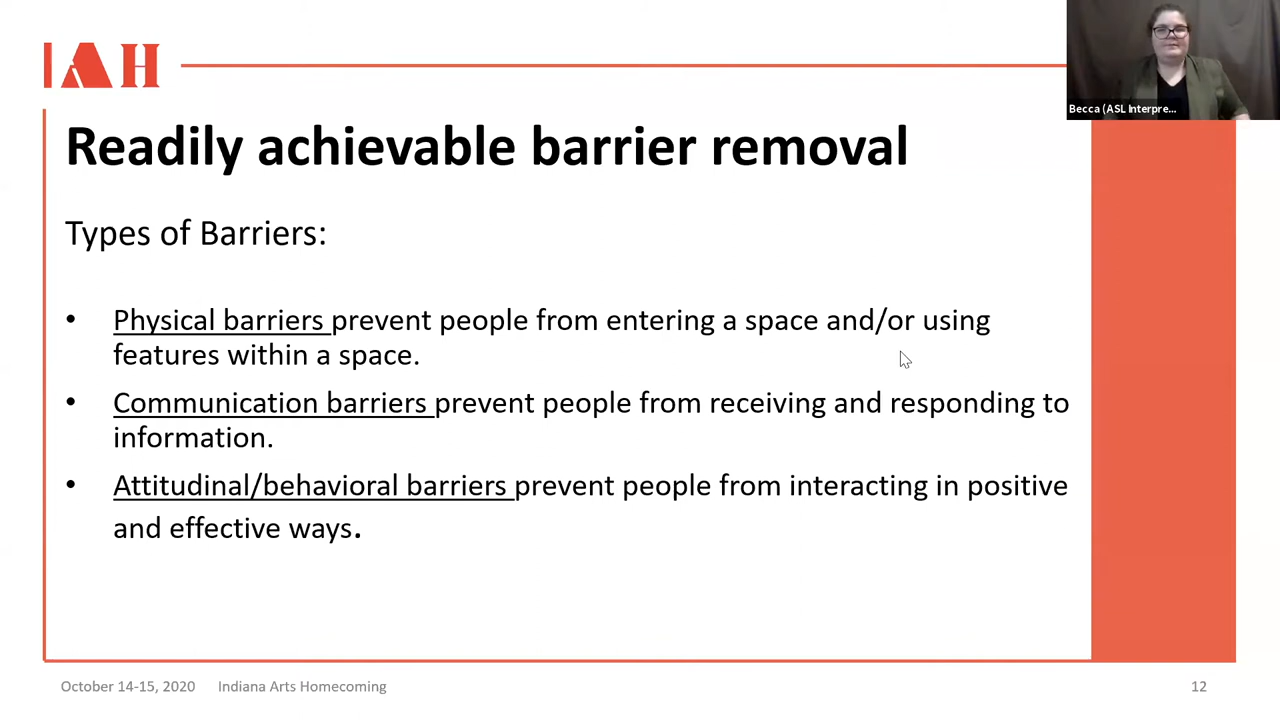 IAH
Becca (ASL Interpre...
Readily achievable barrier removal
Types of Barriers:
• Physical barriers prevent people from entering a space and/or using
features within a space.
• Communication barriers prevent people from receiving and responding to
information.
• Attitudinal/behavioral barriers prevent people from interacting in positive
and effective ways.
October 14-15, 2020 Indiana Arts Homecoming 12